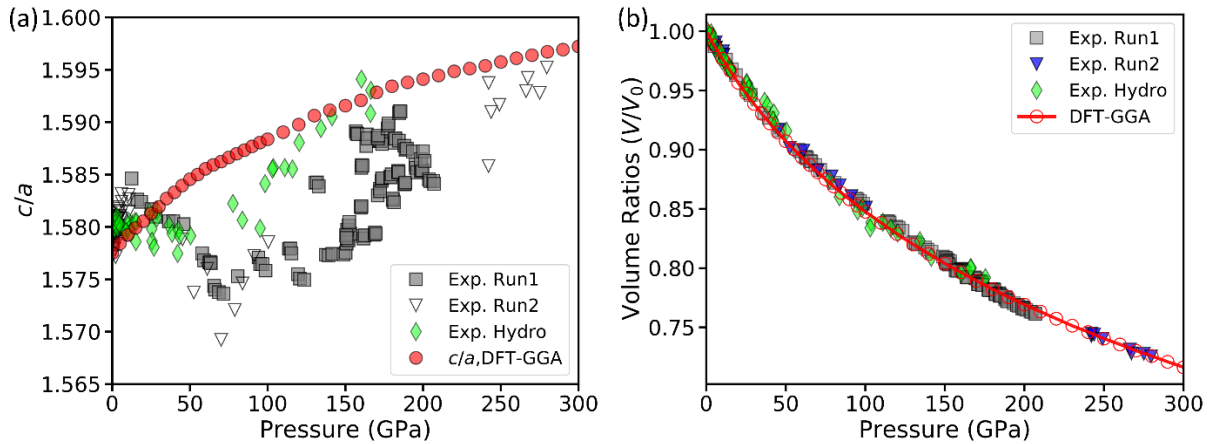 (a)
1.600
1.595
1.590
1.585
1.580
1.575
1.570
1.565
c/a
0
50
100
150
200
250
300
Pressure (GPa)
Exp. Run1
Exp. Run2
Exp. Hydro
c/a,DFT-GGA
(b)
1.00
0.95
0.90
0.85
0.80
0.75
Volume Ratios (V/V₀)
0
50
100
150
200
250
300
Pressure (GPa)
Exp. Run1
Exp. Run2
Exp. Hydro
DFT-GGA